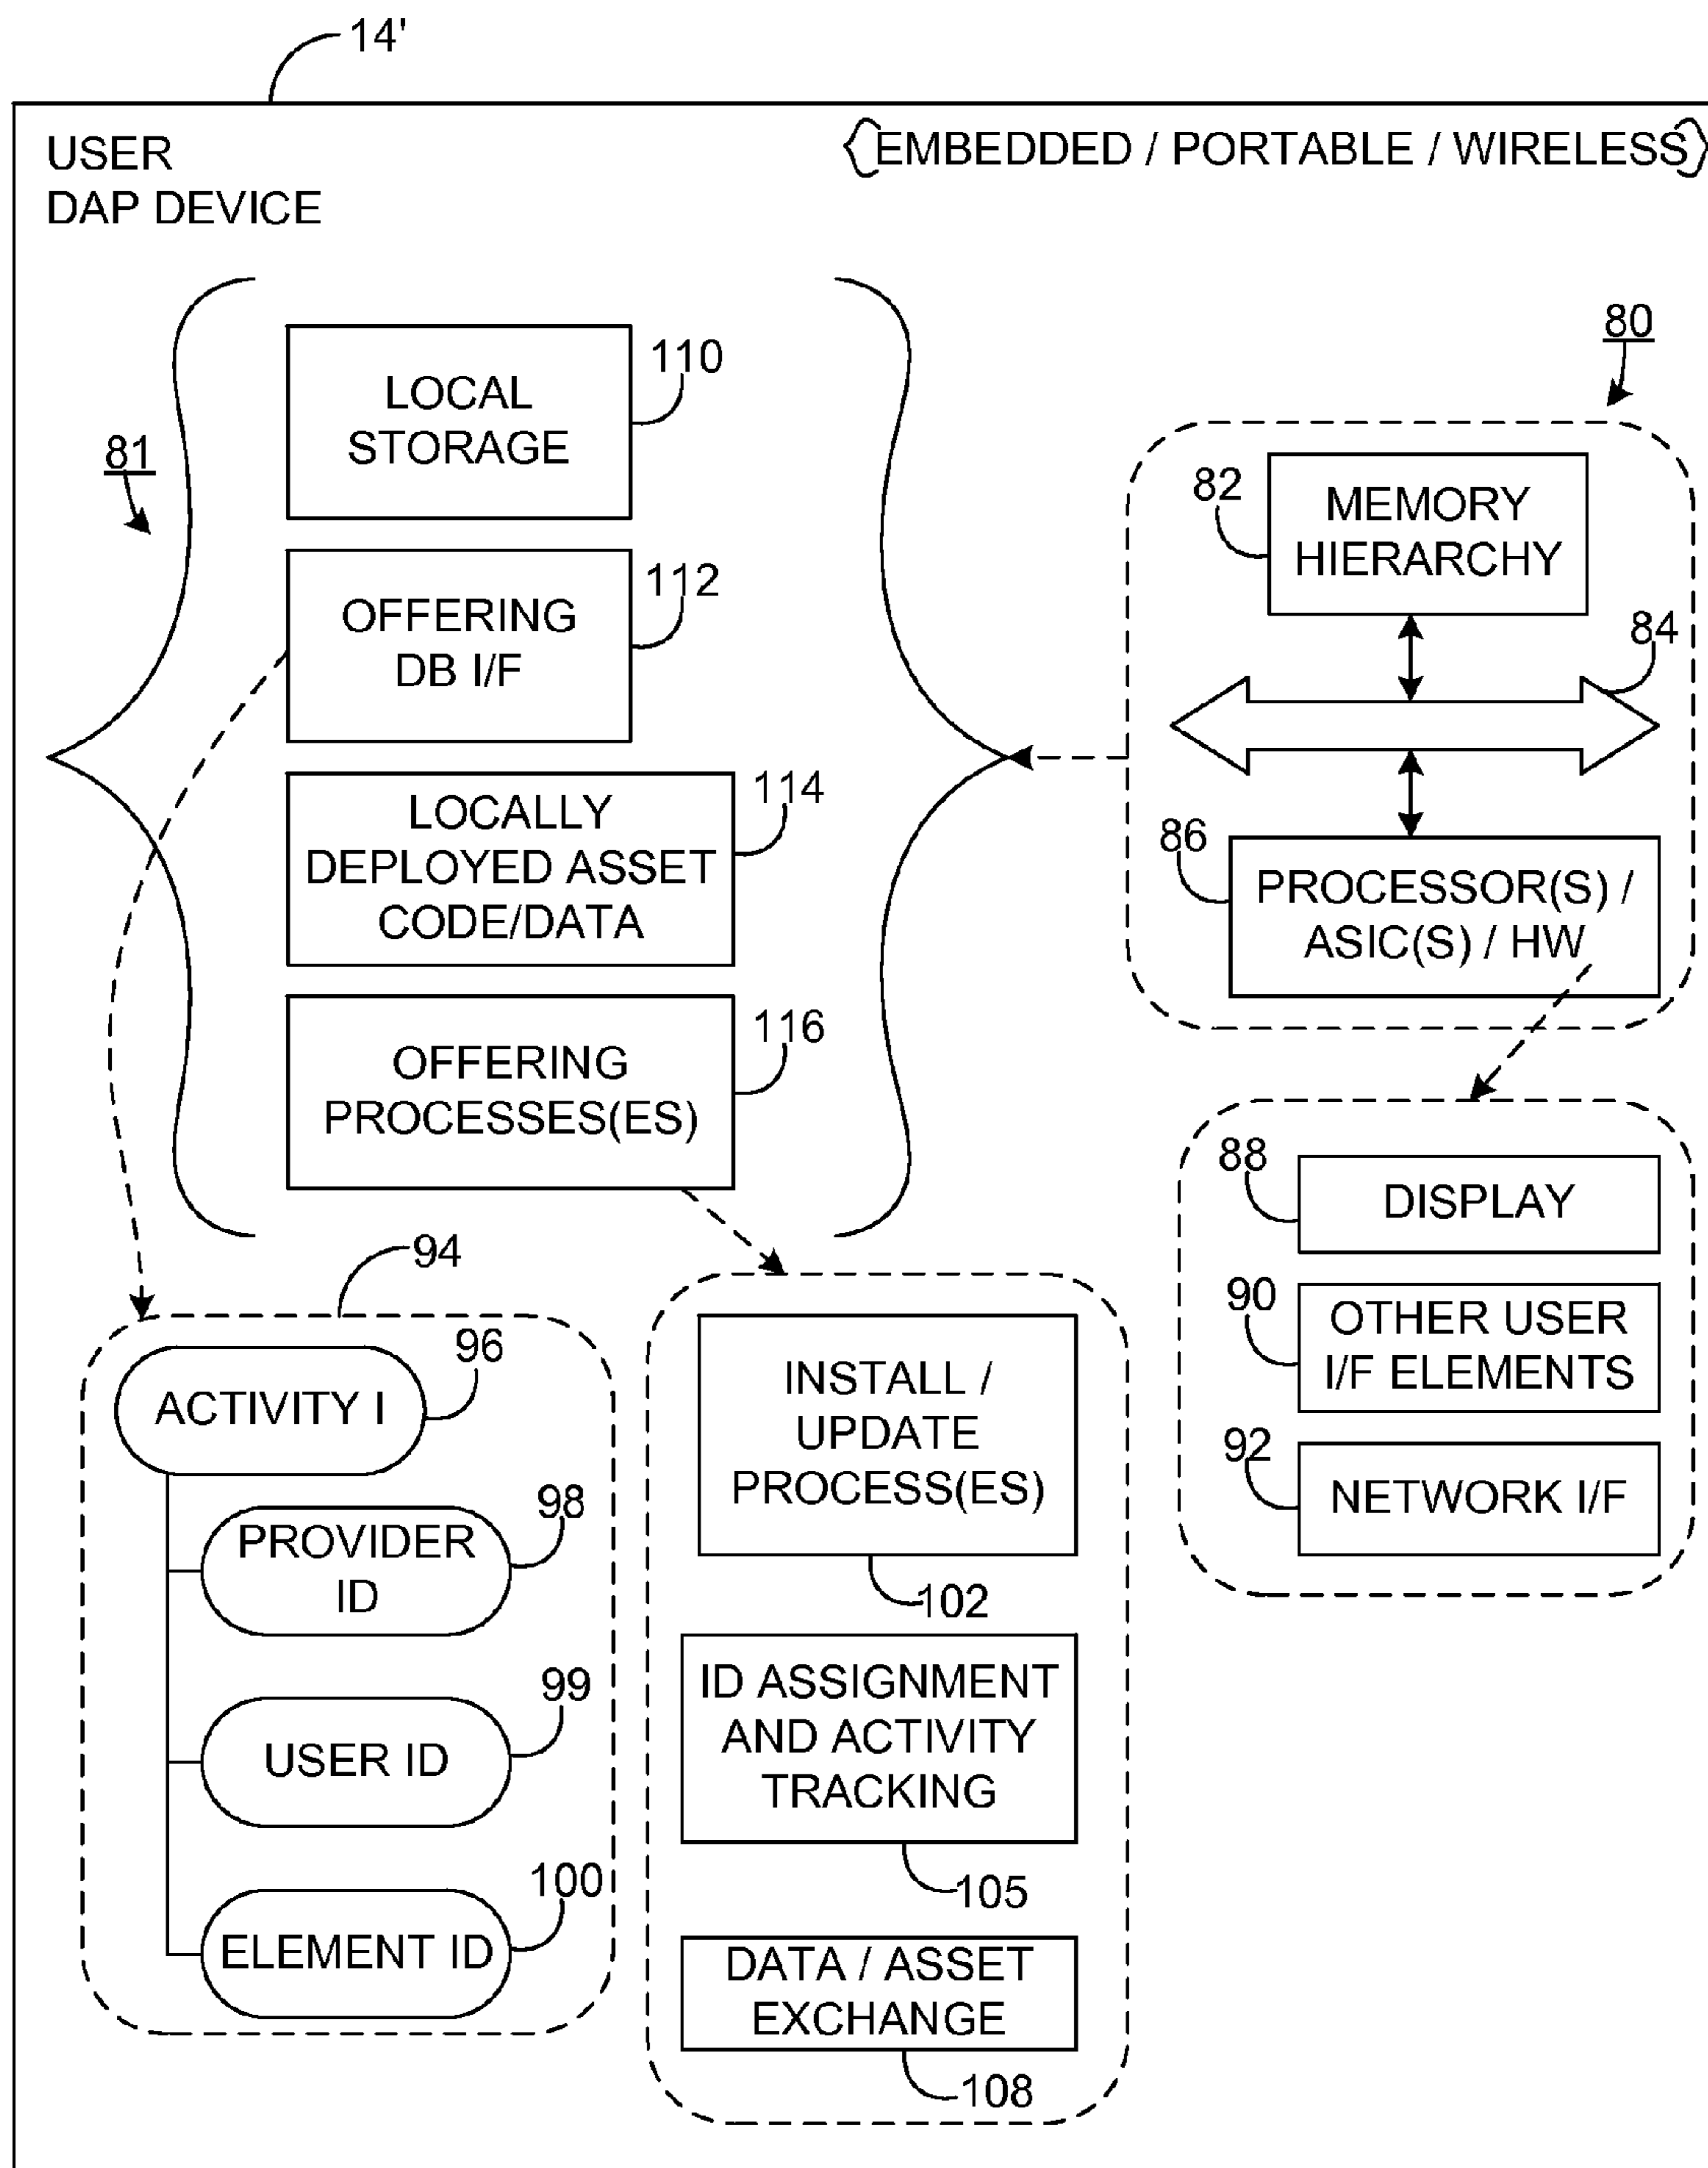 14'
USER
DAP DEVICE
{EMBEDDED / PORTABLE / WIRELESS}
81
LOCAL
STORAGE
110
OFFERING
DB I/F
112
LOCALLY
DEPLOYED ASSET
CODE/DATA
114
OFFERING
PROCESSES(ES)
116
80
82
MEMORY
HIERARCHY
84
86
PROCESSOR(S) /
ASIC(S) / HW
88
DISPLAY
90
OTHER USER
I/F ELEMENTS
92
NETWORK I/F
94
ACTIVITY I
96
PROVIDER
ID
98
USER ID
99
ELEMENT ID
100
INSTALL /
UPDATE
PROCESS(ES)
102
ID ASSIGNMENT
AND ACTIVITY
TRACKING
105
DATA / ASSET
EXCHANGE
108